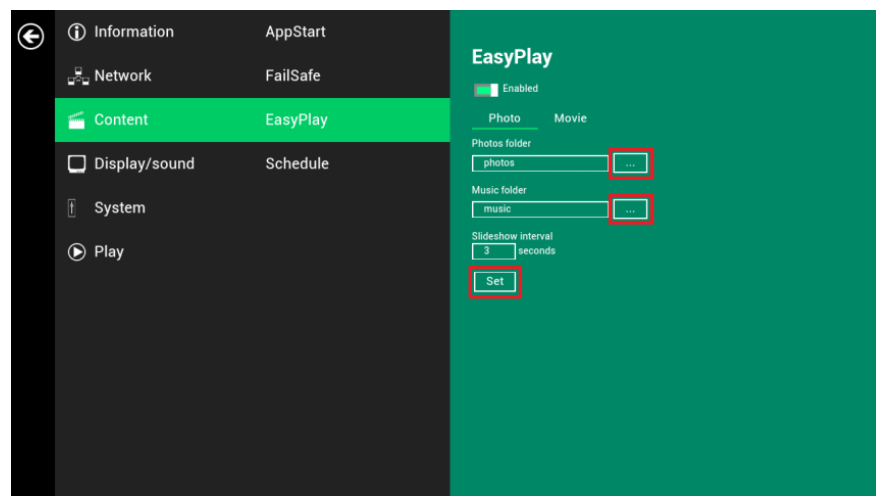 Information
Network
Content
Display/sound
System
Play
AppStart
FailSafe
EasyPlay
Schedule
EasyPlay
Enabled
Photo Movie
Photos folder
photos ...
Music folder
music ...
Slideshow interval
3 seconds
Set